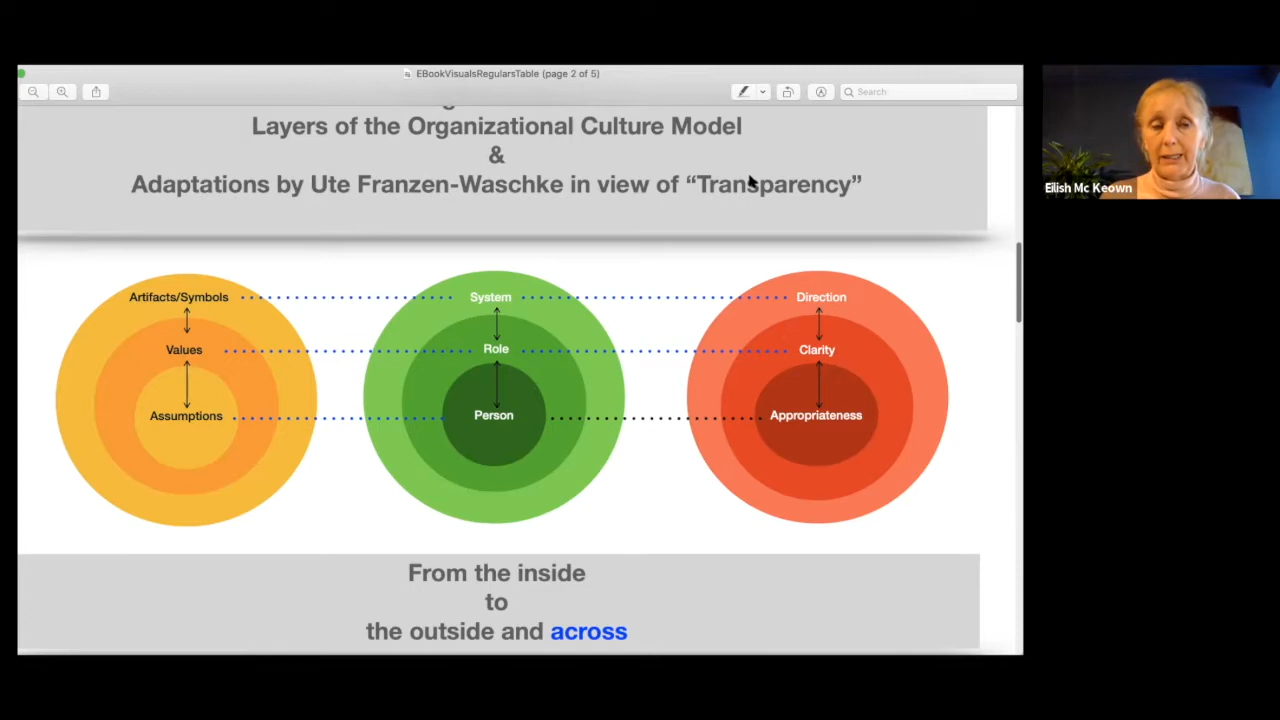 EBookVisualsRegularsTable (page 2 of 5)
Search
Layers of the Organizational Culture Model
&
Adaptations by Ute Franzen-Waschke in view of “Transparency”
Artifacts/Symbols
System
Direction
Values
Role
Clarity
Assumptions
Person
Appropriateness
From the inside
to
the outside and across
Eilish Mc Keown